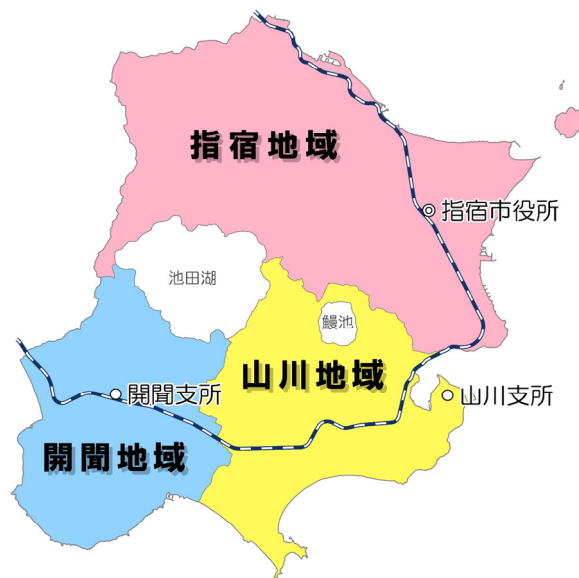 指宿地域
指宿市役所
池田湖
鰻池
山川地域
開聞支所
山川支所
開聞地域